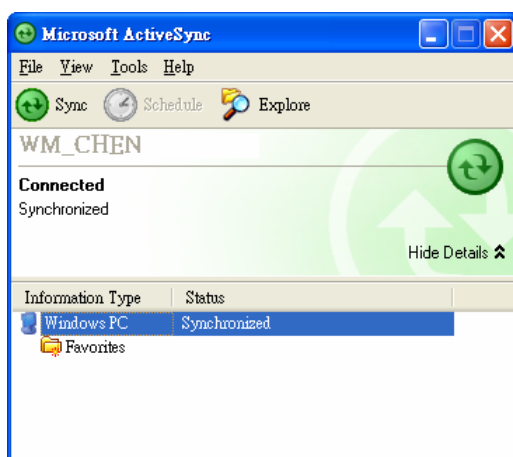 Microsoft ActiveSync
File View Tools Help
Sync Schedule Explore
WM_CHEN
Connected
Synchronized
Hide Details
Information Type Status
Windows PC Synchronized
Favorites